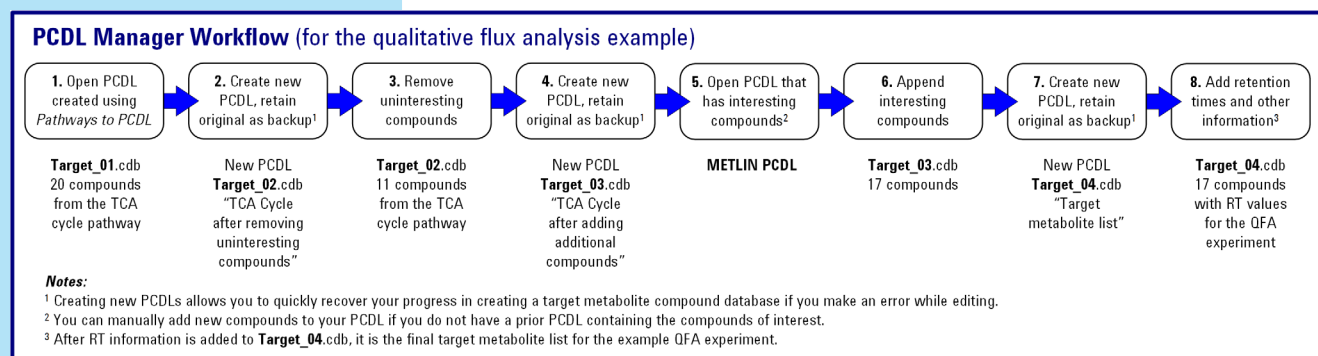 PCDL Manager Workflow (for the qualitative flux analysis example)
1. Open PCDL
created using
Pathways to PCDL
2. Create new
PCDL, retain
original as backup¹
3. Remove
uninteresting
compounds
4. Create new
PCDL, retain
original as backup¹
5. Open PCDL that
has interesting
compounds²
6. Append
interesting
compounds
7. Create new
PCDL, retain
original as backup¹
8. Add retention
times and other
information³
Target_01.cdb
20 compounds
from the TCA
cycle pathway
New PCDL
Target_02.cdb
“TCA Cycle
after removing
uninteresting
compounds”
Target_02.cdb
11 compounds
from the TCA
cycle pathway
New PCDL
Target_03.cdb
“TCA Cycle
after adding
additional
compounds”
METLIN PCDL
Target_03.cdb
17 compounds
New PCDL
Target_04.cdb
“Target
metabolite list”
Target_04.cdb
17 compounds
with RT values
for the QFA
experiment
Notes:
¹ Creating new PCDLs allows you to quickly recover your progress in creating a target metabolite compound database if you make an error while editing.
² You can manually add new compounds to your PCDL if you do not have a prior PCDL containing the compounds of interest.
³ After RT information is added to Target_04.cdb, it is the final target metabolite list for the example QFA experiment.